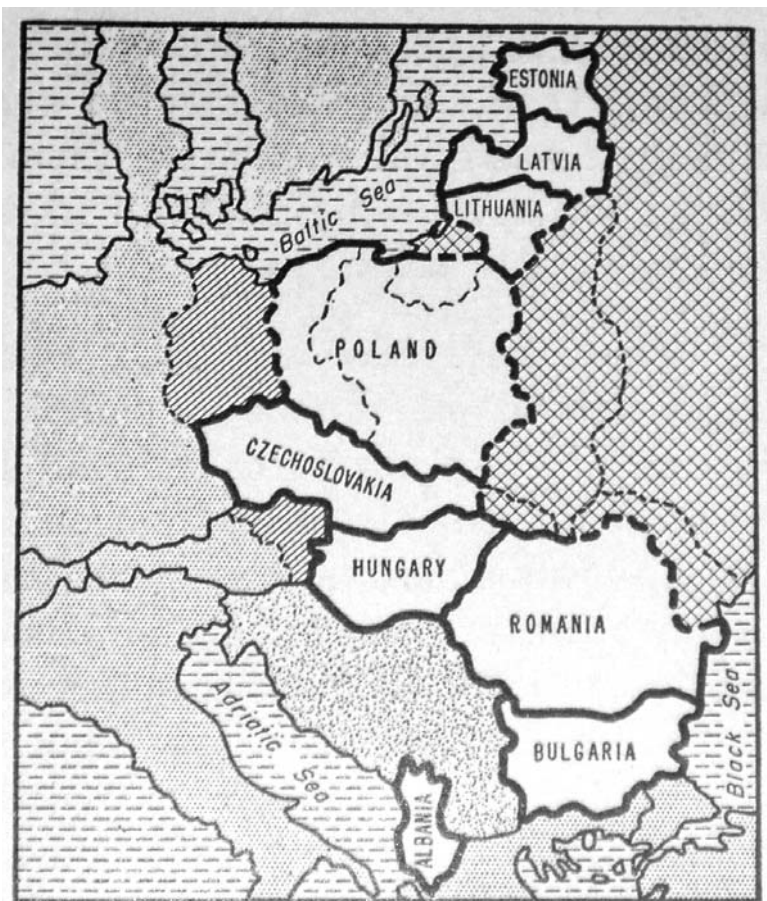 ESTONIA
LATVIA
LITHUANIA
Baltic Sea
POLAND
CZECHOSLOVAKIA
HUNGARY
ROMANIA
Adriatic Sea
BULGARIA
Black Sea
ALBANIA